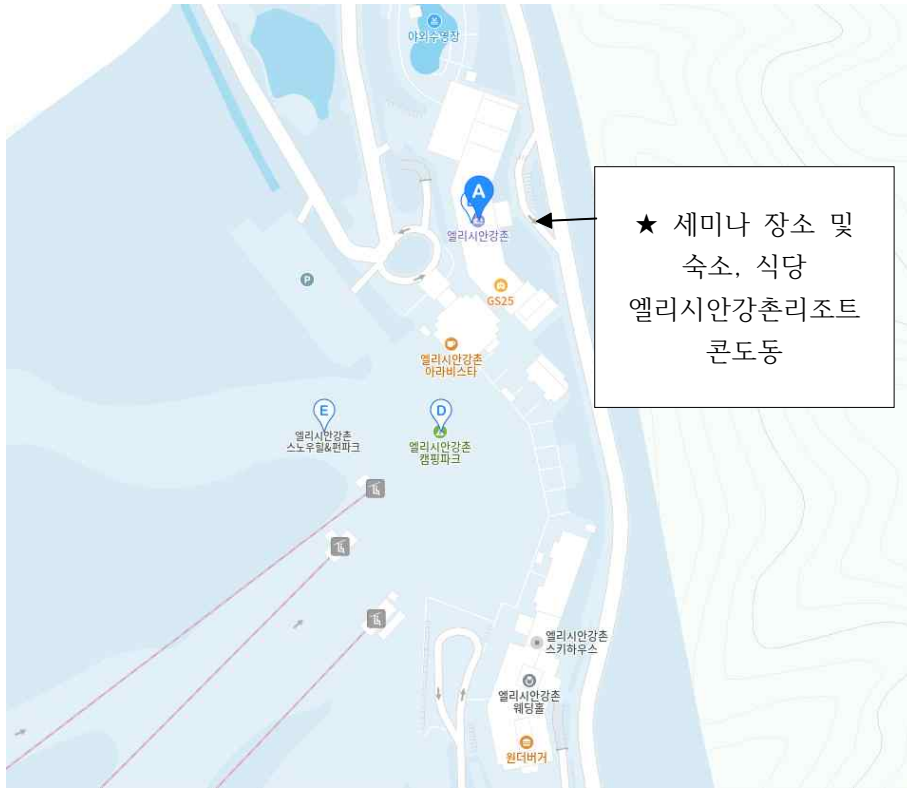 야외수영장
A
엘리시안강촌
GS25
P
엘리시안강촌
아라비스타
E
엘리시안강촌
스노우힐&펀파크
D
엘리시안강촌
캠핑파크
★ 세미나 장소 및
숙소, 식당
엘리시안강촌리조트
콘도동
엘리시안강촌
스키하우스
엘리시안강촌
웨딩홀
원더버거